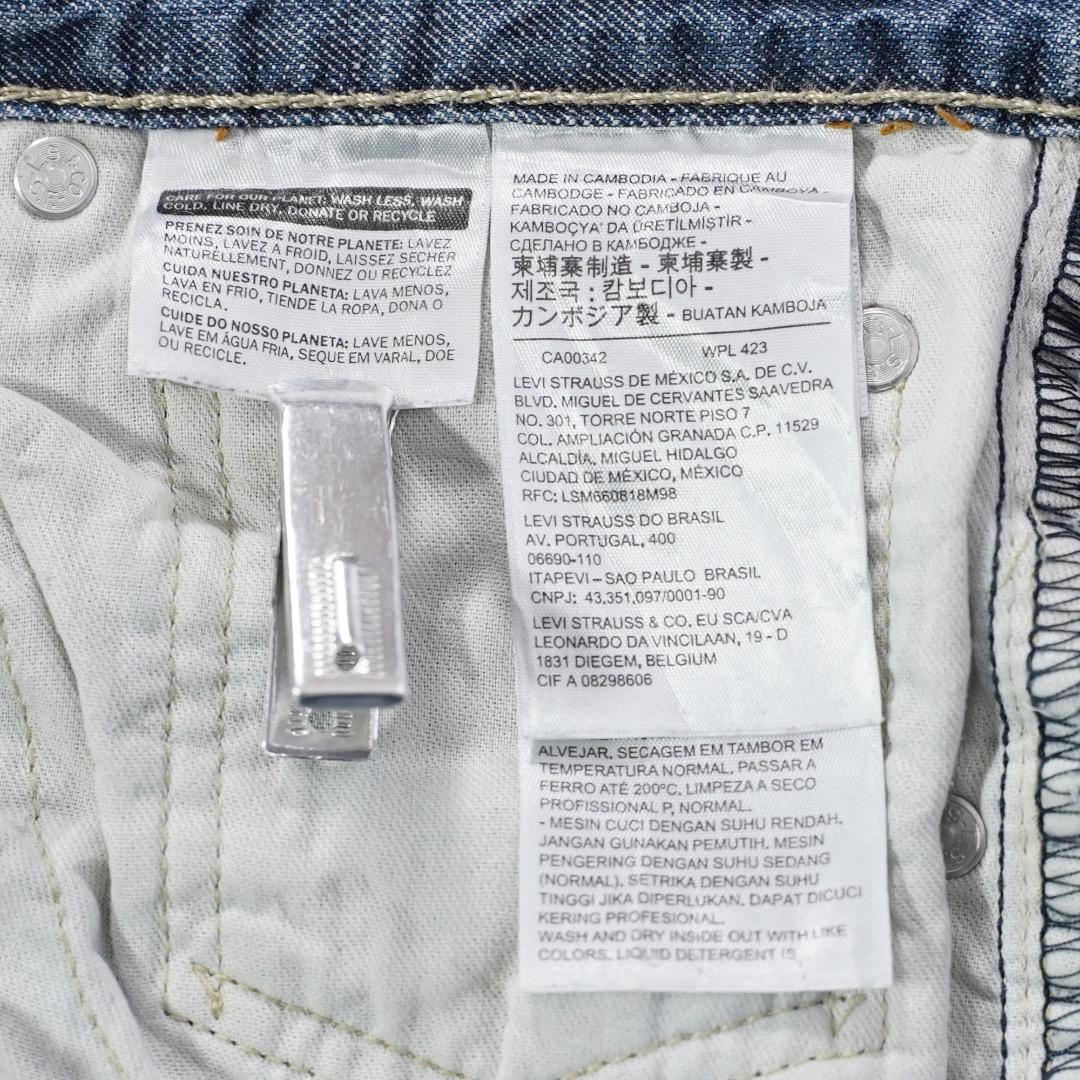 CARE FOR OUR PLANET: WASH LESS, WASH
COLD, LINE DRY, DONATE OR RECYCLE
PRENEZ SOIN DE NOTRE PLANETE: LAVEZ
MOINS, LAVEZ A FROID, LAISSEZ SECHER
NATURELLEMENT, DONNEZ OU RECYCLEZ
CUIDA NUESTRO PLANETA: LAVA MENOS,
LAVA EN FRIO, TIENDE LA ROPA, DONA O
RECICLA.
CUIDE DO NOSSO PLANETA: LAVE MENOS,
LAVE EM ÁGUA FRIA, SEQUE EM VARAL, DOE
OU RECICLE.
MADE IN CAMBODIA - FABRIQUE AU
CAMBODGE - FABRICADO EN CAMBOYA -
FABRICADO NO CAMBOJA -
KAMBOÇYA' DA ÜRETİLMİŞTİR -
СДЕЛАНО В КАМБОДЖЕ -
柬埔寨制造 - 柬埔寨製 -
제조국 : 캄보디아 -
カンボジア製 - BUATAN KAMBOJA
CA00342 WPL 423
LEVI STRAUSS DE MÉXICO S.A. DE C.V.
BLVD. MIGUEL DE CERVANTES SAAVEDRA
NO. 301, TORRE NORTE PISO 7
COL. AMPLIACIÓN GRANADA C.P. 11529
ALCALDÍA. MIGUEL HIDALGO
CIUDAD DE MÉXICO, MÉXICO
RFC: LSM660818M98
LEVI STRAUSS DO BRASIL
AV. PORTUGAL, 400
06690-110
ITAPEVI – SAO PAULO BRASIL
CNPJ: 43,351,097/0001-90
LEVI STRAUSS & CO. EU SCA/CVA
LEONARDO DA VINCILAAN, 19 - D
1831 DIEGEM, BELGIUM
CIF A 08298606
ALVEJAR. SECAGEM EM TAMBOR EM
TEMPERATURA NORMAL. PASSAR A
FERRO ATÉ 200ºC. LIMPEZA A SECO
PROFISSIONAL P, NORMAL.
- MESIN CUCI DENGAN SUHU RENDAH.
JANGAN GUNAKAN PEMUTIH. MESIN
PENGERING DENGAN SUHU SEDANG
(NORMAL). SETRIKA DENGAN SUHU
TINGGI JIKA DIPERLUKAN. DAPAT DICUCI
KERING PROFESIONAL.
WASH AND DRY INSIDE OUT WITH LIKE
COLORS. LIQUID DETERGENT IS